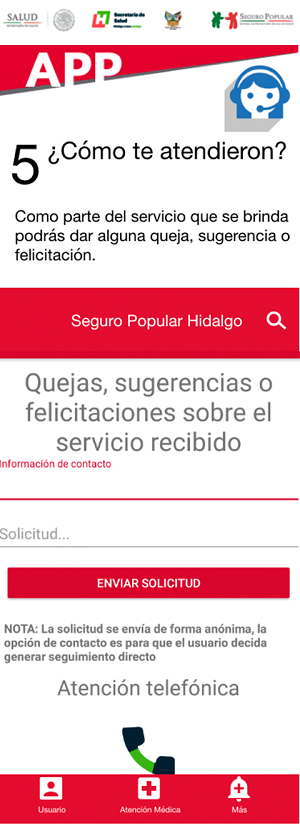 SALUD
SECRETARÍA DE SALUD
Secretaría de
Salud
SEGURO POPULAR
APP
5 ¿Cómo te atendieron?
Como parte del servicio que se brinda
podrás dar alguna queja, sugerencia o
felicitación.
Seguro Popular Hidalgo
Quejas, sugerencias o
felicitaciones sobre el
servicio recibido
Información de contacto
Solicitud...
ENVIAR SOLICITUD
NOTA: La solicitud se envía de forma anónima, la
opción de contacto es para que el usuario decida
generar seguimiento directo
Atención telefónica
Usuario
Atención Médica
Más